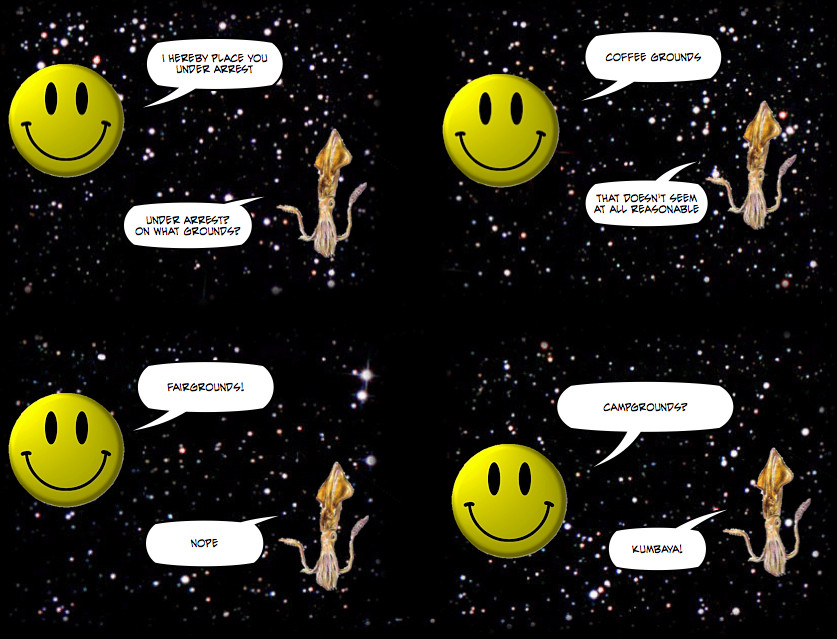 I HEREBY PLACE YOU
UNDER ARREST
UNDER ARREST?
ON WHAT GROUNDS?
COFFEE GROUNDS
THAT DOESN'T SEEM
AT ALL REASONABLE
FAIRGROUNDS!
NOPE
CAMPGROUNDS?
KUMBAYA!